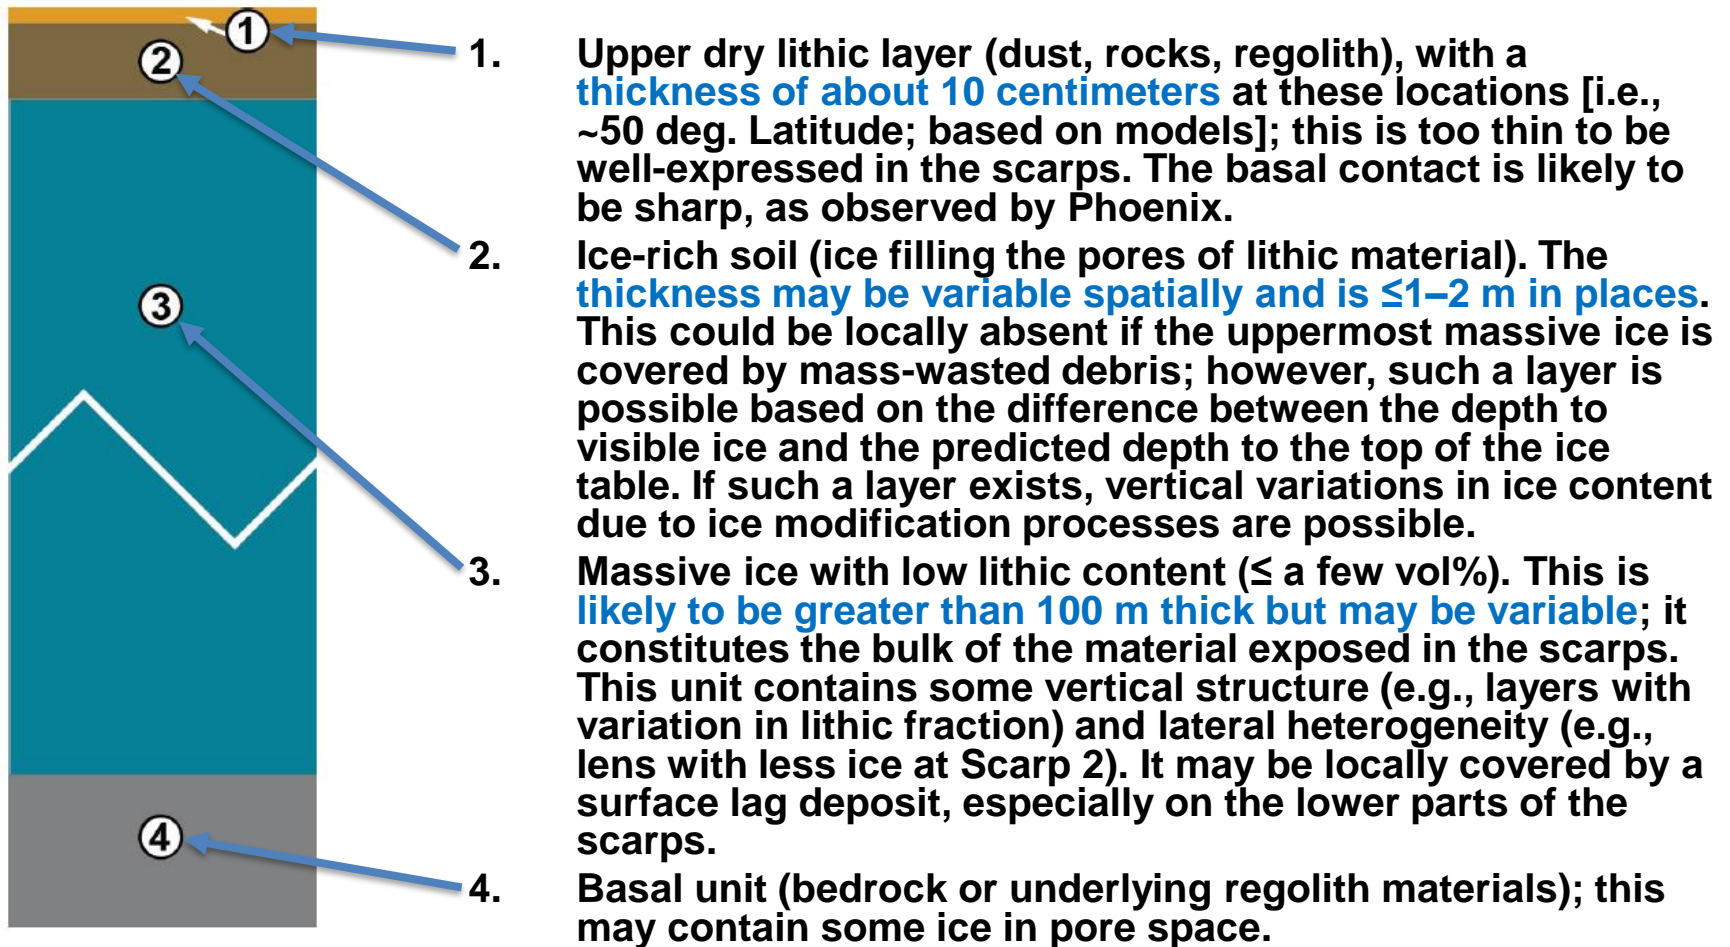 1
2
3
4
1. Upper dry lithic layer (dust, rocks, regolith), with a
thickness of about 10 centimeters at these locations [i.e.,
~50 deg. Latitude; based on models]; this is too thin to be
well-expressed in the scarps. The basal contact is likely to
be sharp, as observed by Phoenix.
2. Ice-rich soil (ice filling the pores of lithic material). The
thickness may be variable spatially and is ≤1–2 m in places.
This could be locally absent if the uppermost massive ice is
covered by mass-wasted debris; however, such a layer is
possible based on the difference between the depth to
visible ice and the predicted depth to the top of the ice
table. If such a layer exists, vertical variations in ice content
due to ice modification processes are possible.
3. Massive ice with low lithic content (≤ a few vol%). This is
likely to be greater than 100 m thick but may be variable; it
constitutes the bulk of the material exposed in the scarps.
This unit contains some vertical structure (e.g., layers with
variation in lithic fraction) and lateral heterogeneity (e.g.,
lens with less ice at Scarp 2). It may be locally covered by a
surface lag deposit, especially on the lower parts of the
scarps.
4. Basal unit (bedrock or underlying regolith materials); this
may contain some ice in pore space.